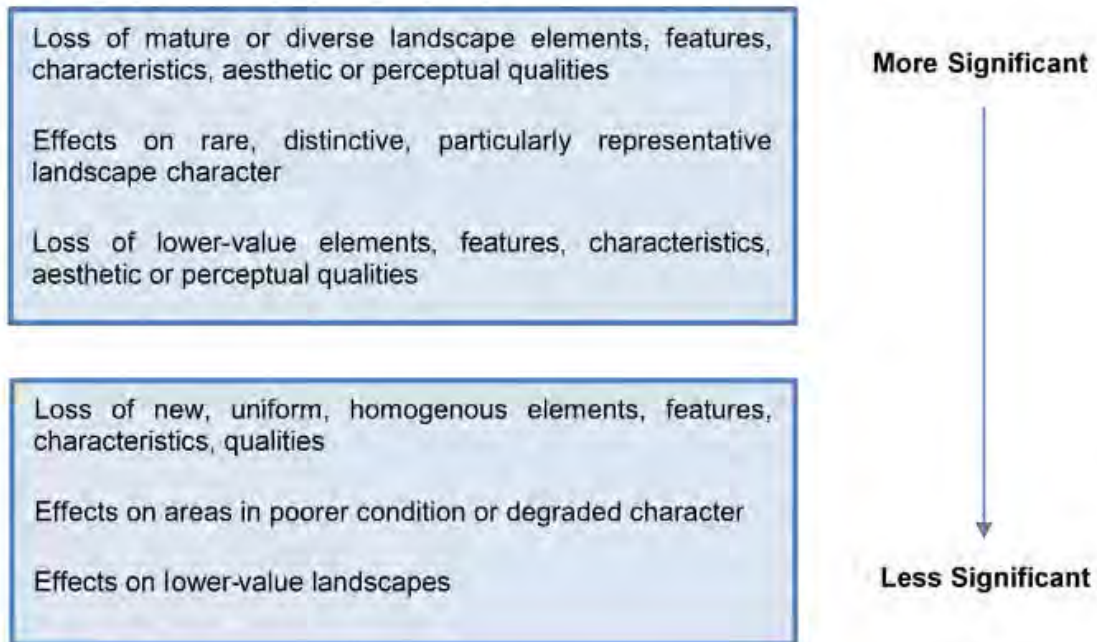 Loss of mature or diverse landscape elements, features,
characteristics, aesthetic or perceptual qualities
Effects on rare, distinctive, particularly representative
landscape character
Loss of lower-value elements, features, characteristics,
aesthetic or perceptual qualities
More Significant
Loss of new, uniform, homogenous elements, features,
characteristics, qualities
Effects on areas in poorer condition or degraded character
Effects on lower-value landscapes
Less Significant